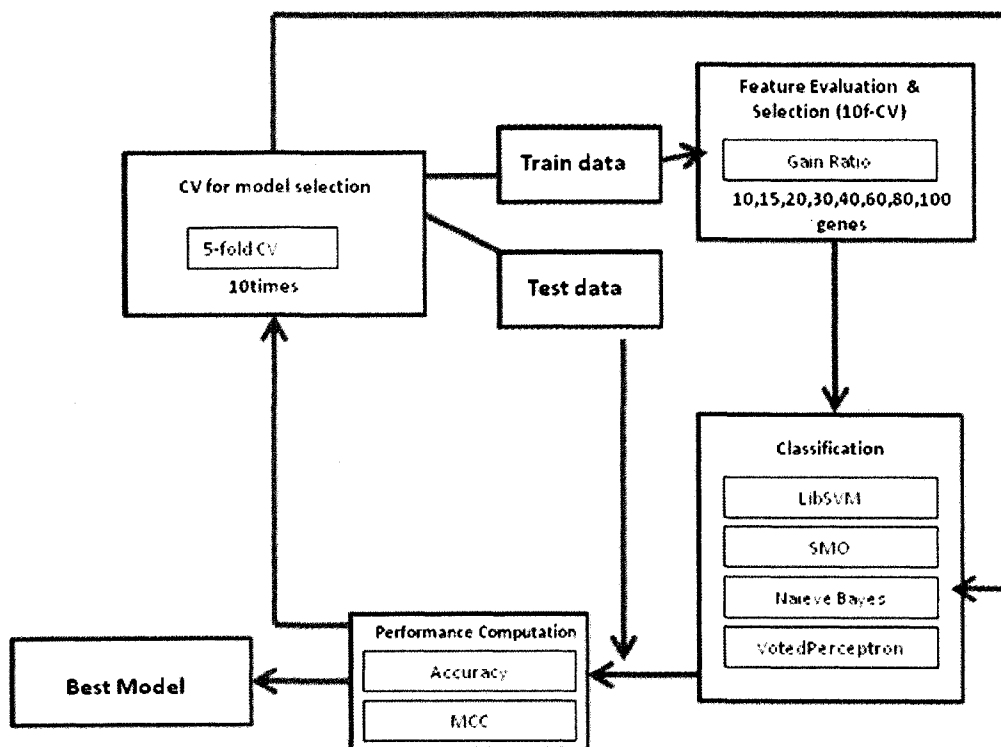 Feature Evaluation &
Selection (10f-CV)
Gain Ratio
10,15,20,30,40,60,80,100
genes
Train data
CV for model selection
5-fold CV
10times
Test data
Classification
LibSVM
SMO
Naieve Bayes
VotedPerceptron
Performance Computation
Accuracy
MCC
Best Model